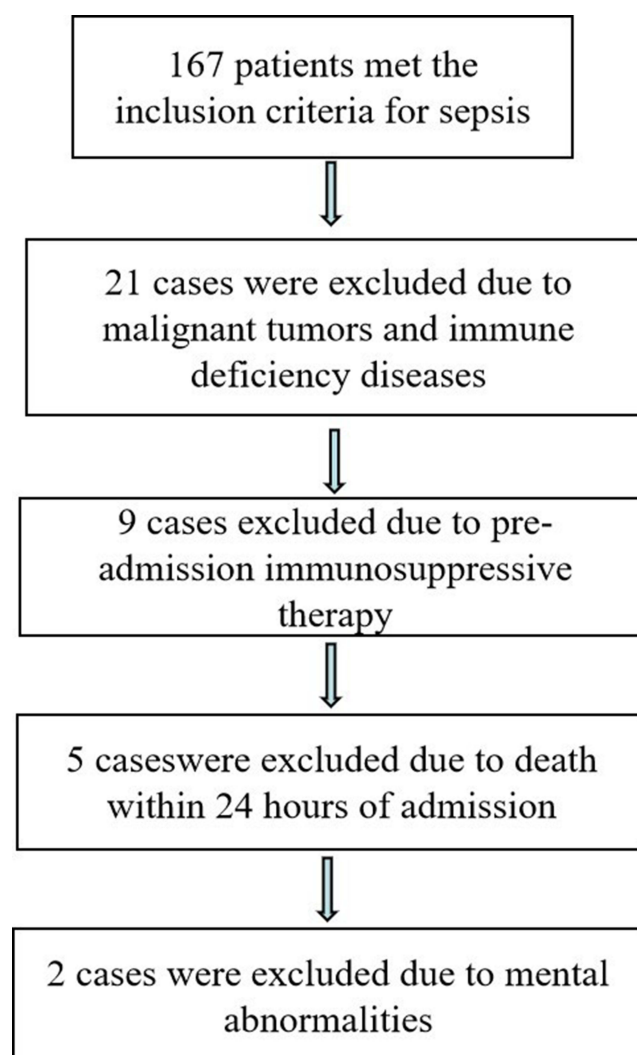 167 patients met the
inclusion criteria for sepsis
21 cases were excluded due to
malignant tumors and immune
deficiency diseases
9 cases excluded due to pre-
admission immunosuppressive
therapy
5 caseswere excluded due to death
within 24 hours of admission
2 cases were excluded due to mental
abnormalities